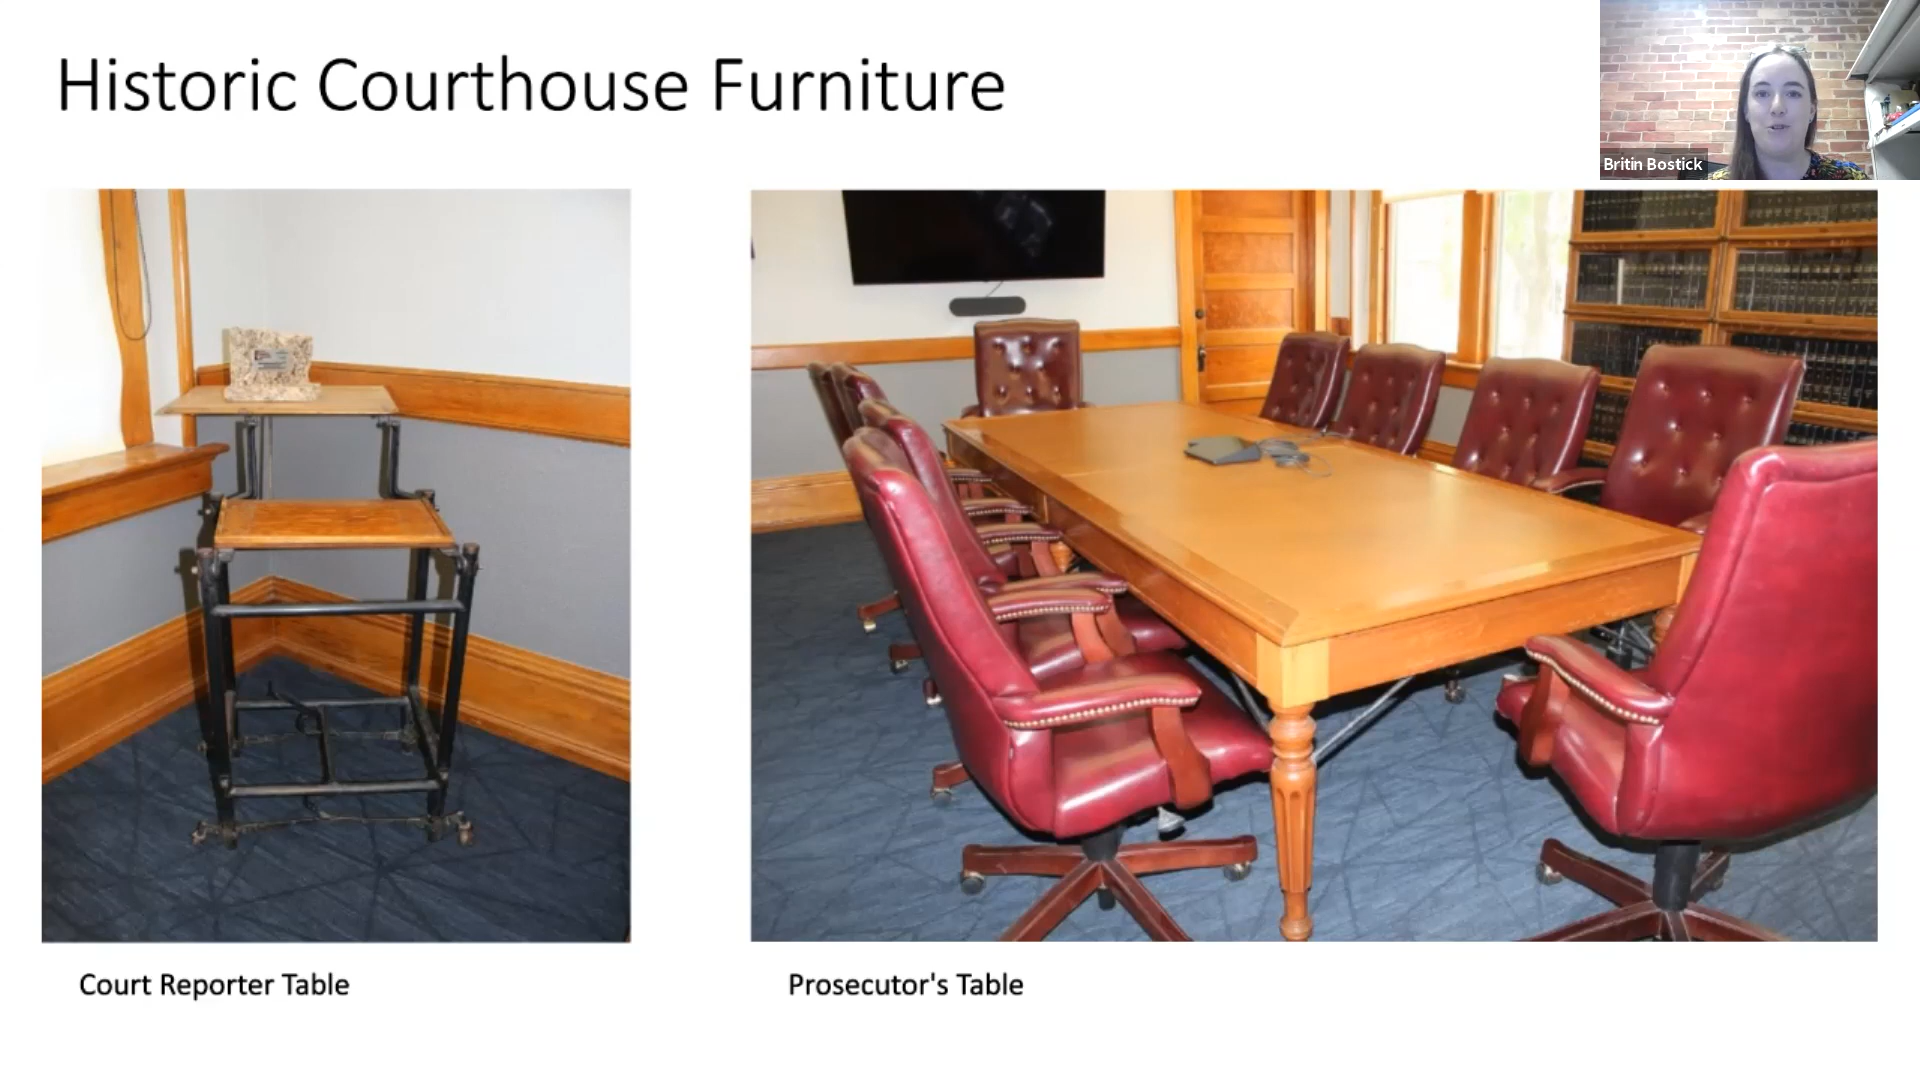 Historic Courthouse Furniture
Britin Bostick
Court Reporter Table
Prosecutor's Table